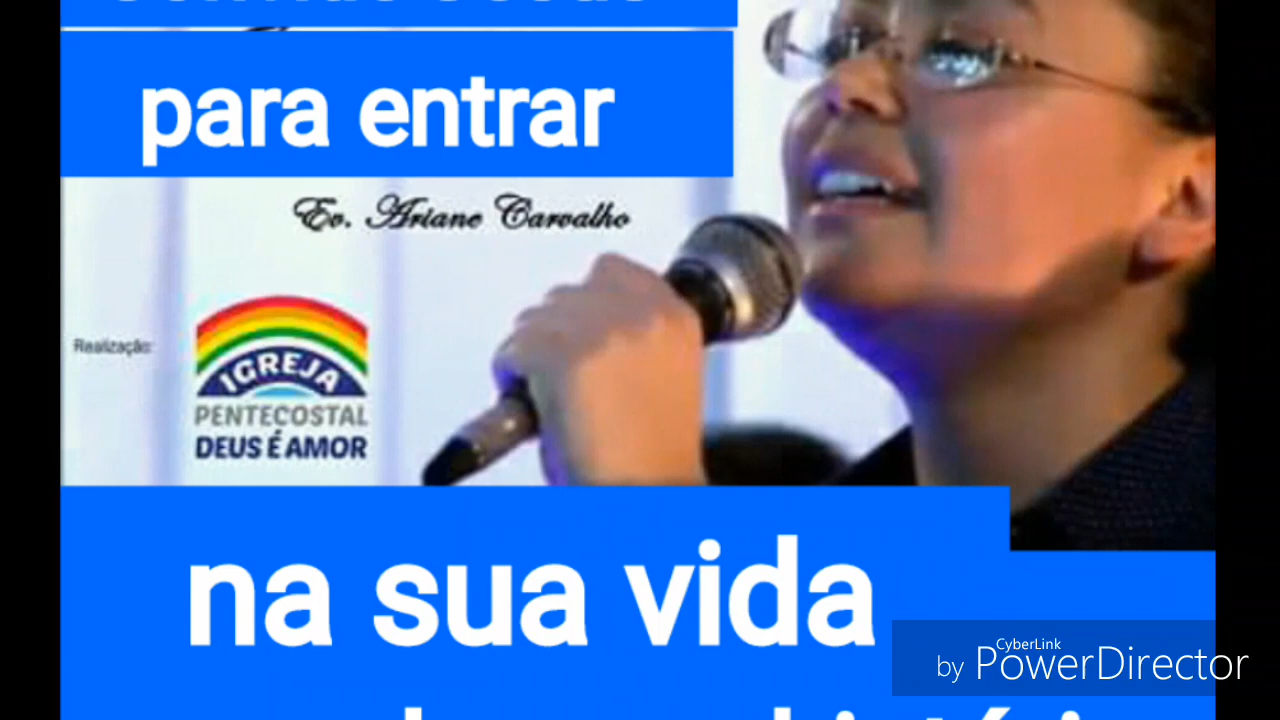 para entrar
Ev. Ariane Carvalho
Realização:
IGREJA
PENTECOSTAL
DEUS É AMOR
na sua vida
CyberLink
by PowerDirector